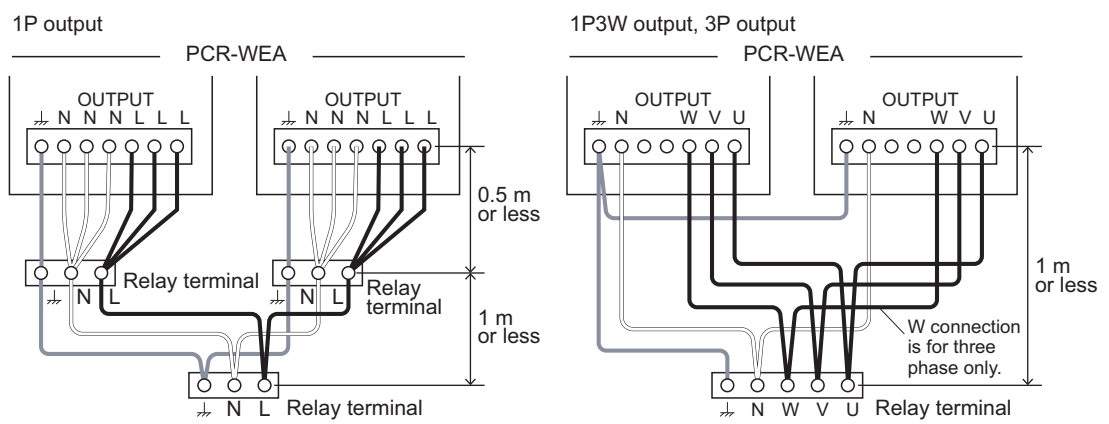 1P output
PCR-WEA
OUTPUT
N N N L L L
OUTPUT
N N N L L L
0.5 m
or less
N L
Relay terminal
N L
Relay
terminal
1 m
or less
N L
Relay terminal
1P3W output, 3P output
PCR-WEA
OUTPUT
N W V U
OUTPUT
N W V U
1 m
or less
W connection
is for three
phase only.
N W V U
Relay terminal